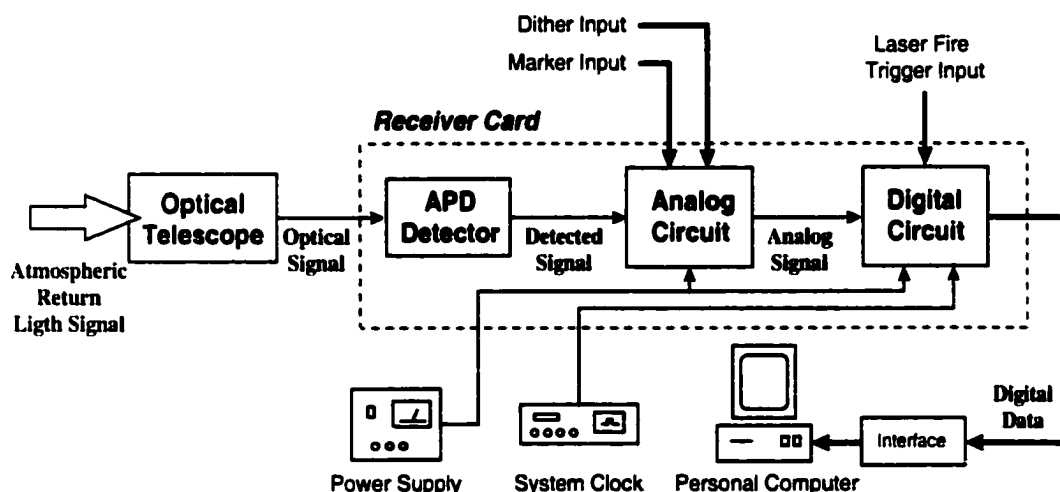 Dither Input
Marker Input
Laser Fire
Trigger Input
Receiver Card
Optical
Telescope
Optical
Signal
APD
Detector
Detected
Signal
Analog
Circuit
Analog
Signal
Digital
Circuit
Atmospheric
Return
Ligth Signal
Digital
Data
Interface
Power Supply
System Clock
Personal Computer